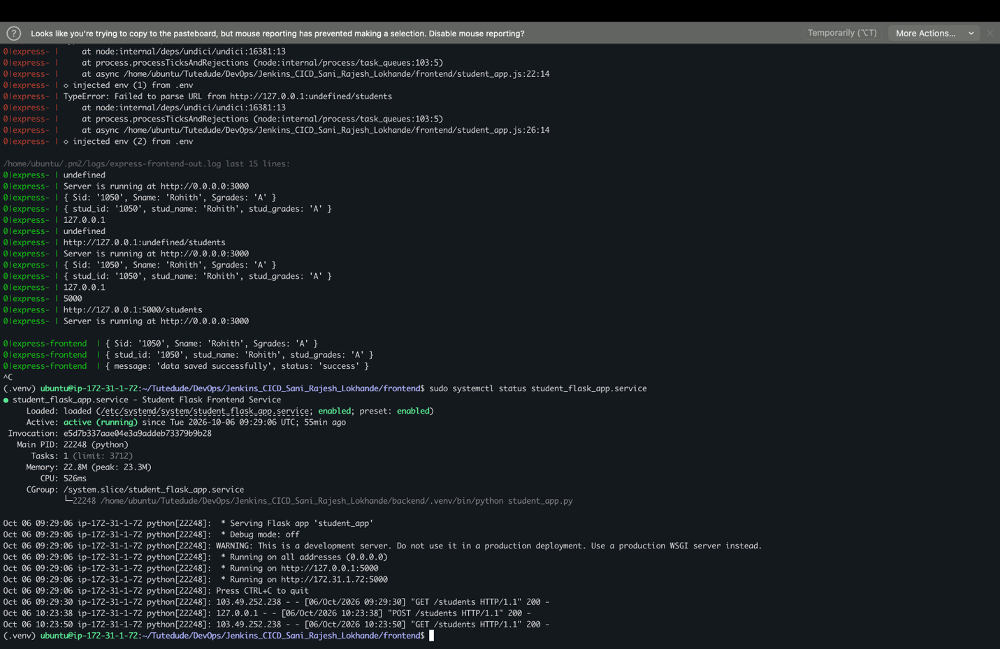 Looks like you're trying to copy to the pasteboard, but mouse reporting has prevented making a selection. Disable mouse reporting? Temporarily (⌥T) More Actions...
0|express- |     at node:internal/deps/undici/undici:16381:13
0|express- |     at process.processTicksAndRejections (node:internal/process/task_queues:103:5)
0|express- |     at async /home/ubuntu/Tutedude/DevOps/Jenkins_CICD_Sani_Rajesh_Lokhande/frontend/student_app.js:22:14
0|express- | ◇ injected env (1) from .env
0|express- | TypeError: Failed to parse URL from http://127.0.0.1:undefined/students
0|express- |     at node:internal/deps/undici/undici:16381:13
0|express- |     at process.processTicksAndRejections (node:internal/process/task_queues:103:5)
0|express- |     at async /home/ubuntu/Tutedude/DevOps/Jenkins_CICD_Sani_Rajesh_Lokhande/frontend/student_app.js:26:14
0|express- | ◇ injected env (2) from .env
/home/ubuntu/.pm2/logs/express-frontend-out.log last 15 lines:
0|express- | undefined
0|express- | Server is running at http://0.0.0.0:3000
0|express- | { Sid: '1050', Sname: 'Rohith', Sgrades: 'A' }
0|express- | { stud_id: '1050', stud_name: 'Rohith', stud_grades: 'A' }
0|express- | 127.0.0.1
0|express- | undefined
0|express- | http://127.0.0.1:undefined/students
0|express- | Server is running at http://0.0.0.0:3000
0|express- | { Sid: '1050', Sname: 'Rohith', Sgrades: 'A' }
0|express- | { stud_id: '1050', stud_name: 'Rohith', stud_grades: 'A' }
0|express- | 127.0.0.1
0|express- | 5000
0|express- | http://127.0.0.1:5000/students
0|express- | Server is running at http://0.0.0.0:3000
0|express-frontend  | { Sid: '1050', Sname: 'Rohith', Sgrades: 'A' }
0|express-frontend  | { stud_id: '1050', stud_name: 'Rohith', stud_grades: 'A' }
0|express-frontend  | { message: 'data saved successfully', status: 'success' }
^C
(.venv) ubuntu@ip-172-31-1-72:~/Tutedude/DevOps/Jenkins_CICD_Sani_Rajesh_Lokhande/frontend$ sudo systemctl status student_flask_app.service
● student_flask_app.service - Student Flask Frontend Service
Loaded: loaded (/etc/systemd/system/student_flask_app.service; enabled; preset: enabled)
Active: active (running) since Tue 2026-10-06 09:29:06 UTC; 55min ago
Invocation: e5d7b337aae04e3a9addeb73379b9b28
Main PID: 22248 (python)
Tasks: 1 (limit: 3712)
Memory: 22.8M (peak: 23.3M)
CPU: 526ms
CGroup: /system.slice/student_flask_app.service
└─22248 /home/ubuntu/Tutedude/DevOps/Jenkins_CICD_Sani_Rajesh_Lokhande/backend/.venv/bin/python student_app.py
Oct 06 09:29:06 ip-172-31-1-72 python[22248]:  * Serving Flask app 'student_app'
Oct 06 09:29:06 ip-172-31-1-72 python[22248]:  * Debug mode: off
Oct 06 09:29:06 ip-172-31-1-72 python[22248]: WARNING: This is a development server. Do not use it in a production deployment. Use a production WSGI server instead.
Oct 06 09:29:06 ip-172-31-1-72 python[22248]:  * Running on all addresses (0.0.0.0)
Oct 06 09:29:06 ip-172-31-1-72 python[22248]:  * Running on http://127.0.0.1:5000
Oct 06 09:29:06 ip-172-31-1-72 python[22248]:  * Running on http://172.31.1.72:5000
Oct 06 09:29:06 ip-172-31-1-72 python[22248]: Press CTRL+C to quit
Oct 06 09:29:30 ip-172-31-1-72 python[22248]: 103.49.252.238 - - [06/Oct/2026 09:29:30] "GET /students HTTP/1.1" 200 -
Oct 06 10:23:38 ip-172-31-1-72 python[22248]: 127.0.0.1 - - [06/Oct/2026 10:23:38] "POST /students HTTP/1.1" 200 -
Oct 06 10:23:50 ip-172-31-1-72 python[22248]: 103.49.252.238 - - [06/Oct/2026 10:23:50] "GET /students HTTP/1.1" 200 -
(.venv) ubuntu@ip-172-31-1-72:~/Tutedude/DevOps/Jenkins_CICD_Sani_Rajesh_Lokhande/frontend$